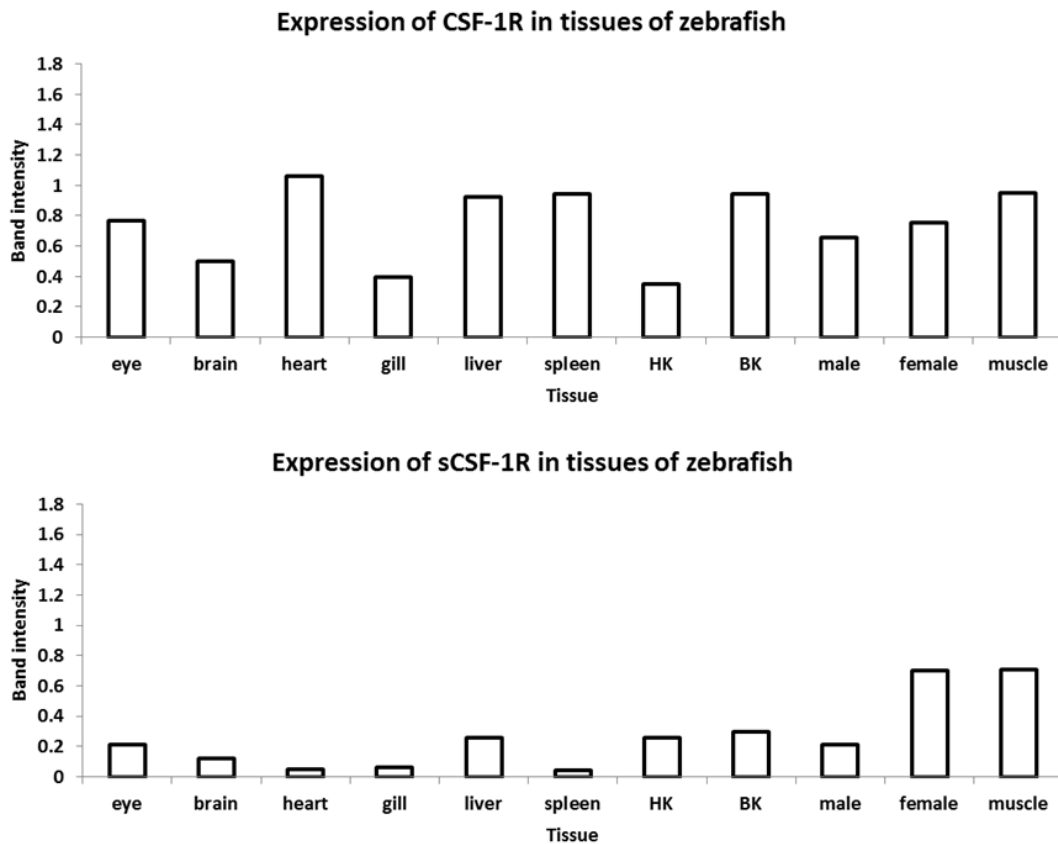 Expression of CSF-1R in tissues of zebrafish
1.8
1.6
1.4
1.2
1
0.8
0.6
0.4
0.2
0
Band intensity
eye brain heart gill liver spleen HK BK male female muscle
Tissue
Expression of sCSF-1R in tissues of zebrafish
1.8
1.6
1.4
1.2
1
0.8
0.6
0.4
0.2
0
Band intensity
eye brain heart gill liver spleen HK BK male female muscle
Tissue